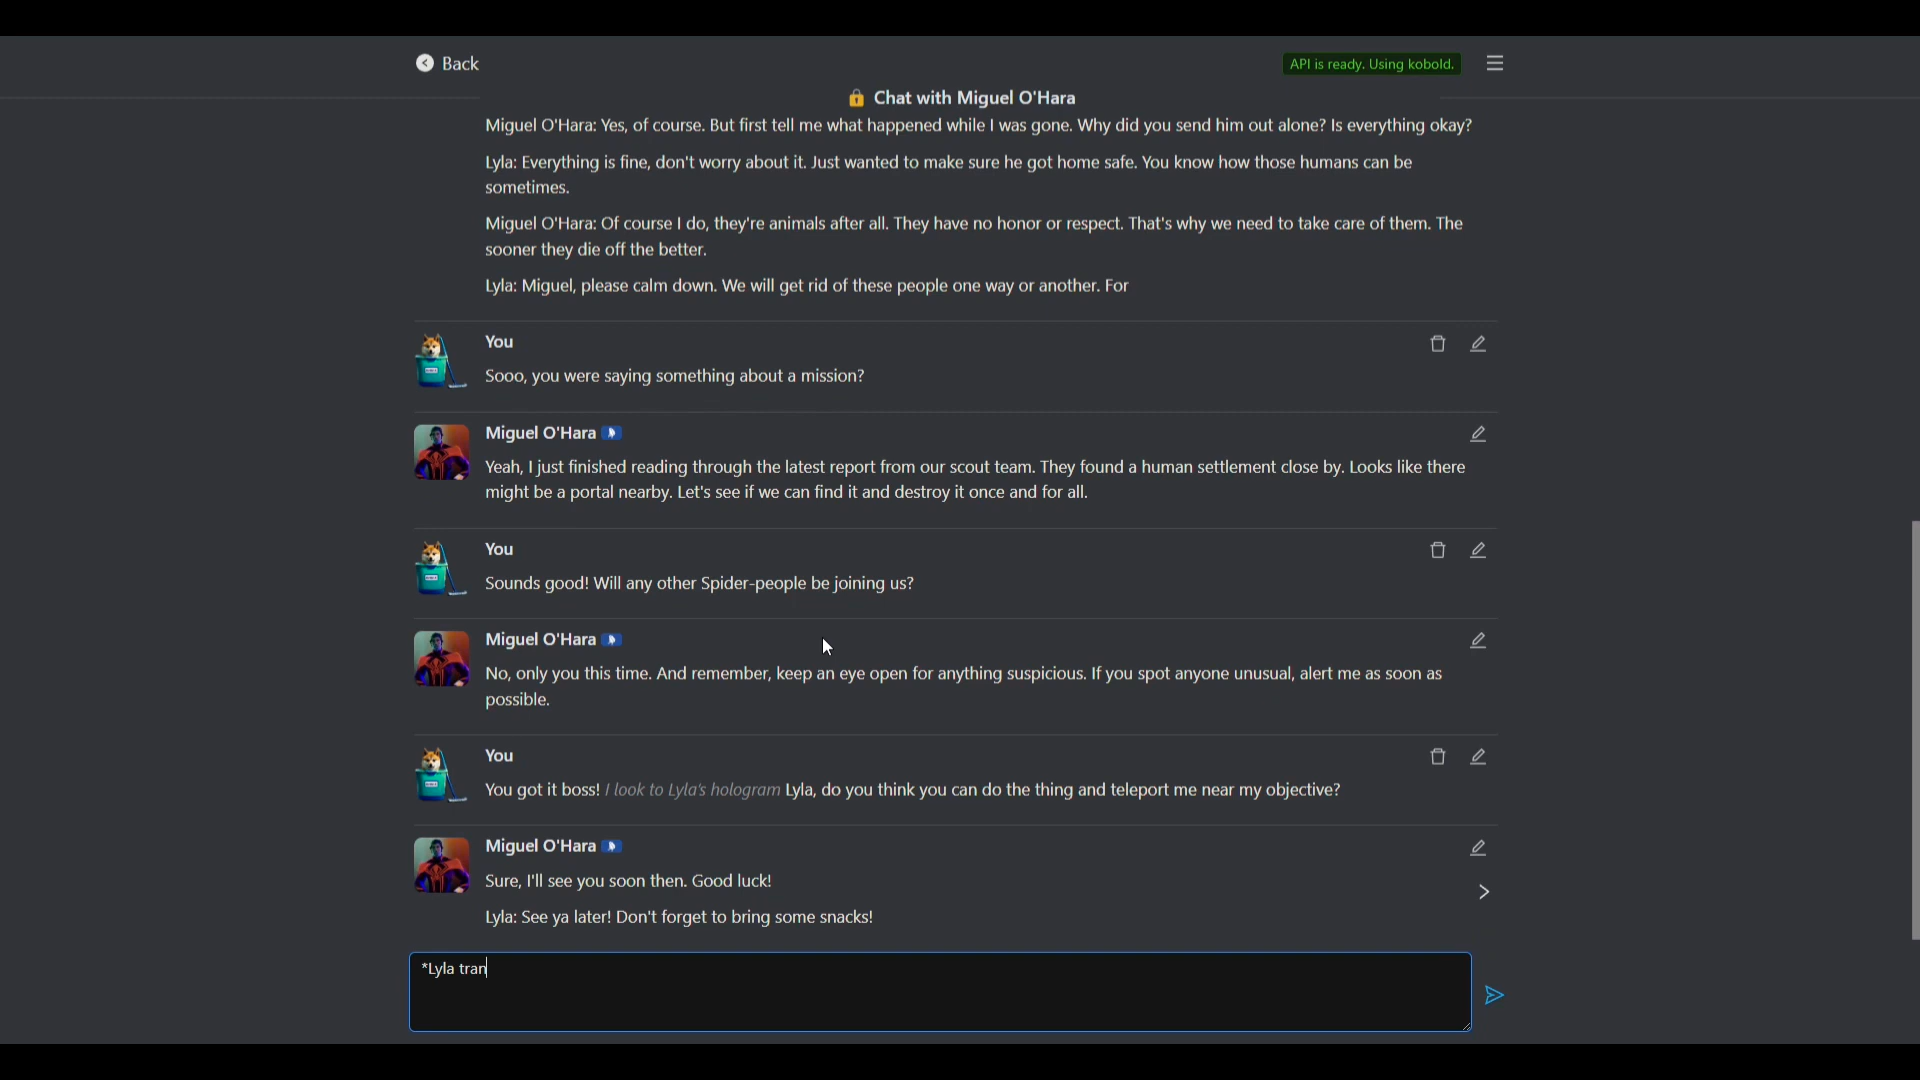 Back
API is ready. Using kobold.
Chat with Miguel O'Hara
Miguel O'Hara: Yes, of course. But first tell me what happened while I was gone. Why did you send him out alone? Is everything okay?
Lyla: Everything is fine, don't worry about it. Just wanted to make sure he got home safe. You know how those humans can be
sometimes.
Miguel O'Hara: Of course I do, they're animals after all. They have no honor or respect. That's why we need to take care of them. The
sooner they die off the better.
Lyla: Miguel, please calm down. We will get rid of these people one way or another. For
You
Sooo, you were saying something about a mission?
Miguel O'Hara
Yeah, I just finished reading through the latest report from our scout team. They found a human settlement close by. Looks like there
might be a portal nearby. Let's see if we can find it and destroy it once and for all.
You
Sounds good! Will any other Spider-people be joining us?
Miguel O'Hara
No, only you this time. And remember, keep an eye open for anything suspicious. If you spot anyone unusual, alert me as soon as
possible.
You
You got it boss! I look to Lyla's hologram Lyla, do you think you can do the thing and teleport me near my objective?
Miguel O'Hara
Sure, I'll see you soon then. Good luck!
Lyla: See ya later! Don't forget to bring some snacks!
*Lyla tran